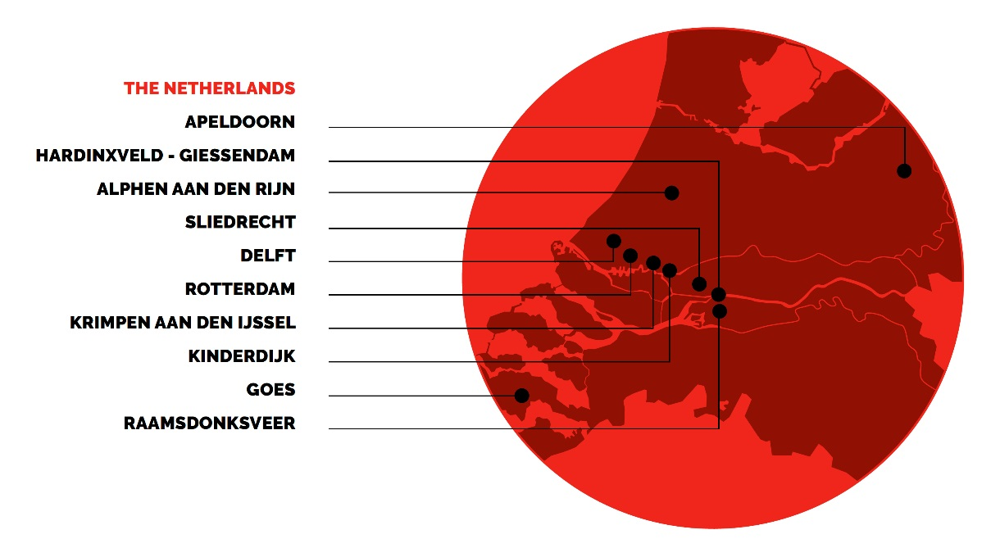 THE NETHERLANDS
APELDOORN
HARDINXVELD - GIESSENDAM
ALPHEN AAN DEN RIJN
SLIEDRECHT
DELFT
ROTTERDAM
KRIMPEN AAN DEN IJSSEL
KINDERDIJK
GOES
RAAMSDONKSVEER